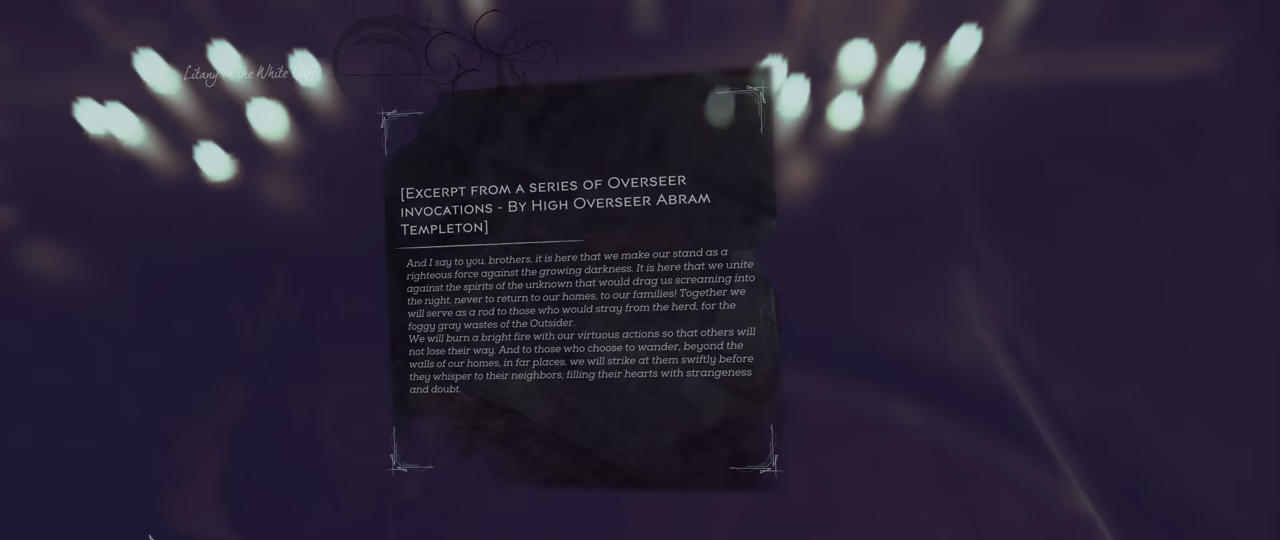 Litany on the White Cliff
[Excerpt from a series of Overseer
invocations - By High Overseer Abram
Templeton]
And I say to you, brothers, it is here that we make our stand as a
righteous force against the growing darkness. It is here that we unite
against the spirits of the unknown that would drag us screaming into
the night, never to return to our homes, to our families! Together we
will serve as a rod to those who would stray from the herd, for the
foggy gray wastes of the Outsider.
We will burn a bright fire with our virtuous actions so that others will
not lose their way. And to those who choose to wander, beyond the
walls of our homes, in far places, we will strike at them swiftly before
they whisper to their neighbors, filling their hearts with strangeness
and doubt.